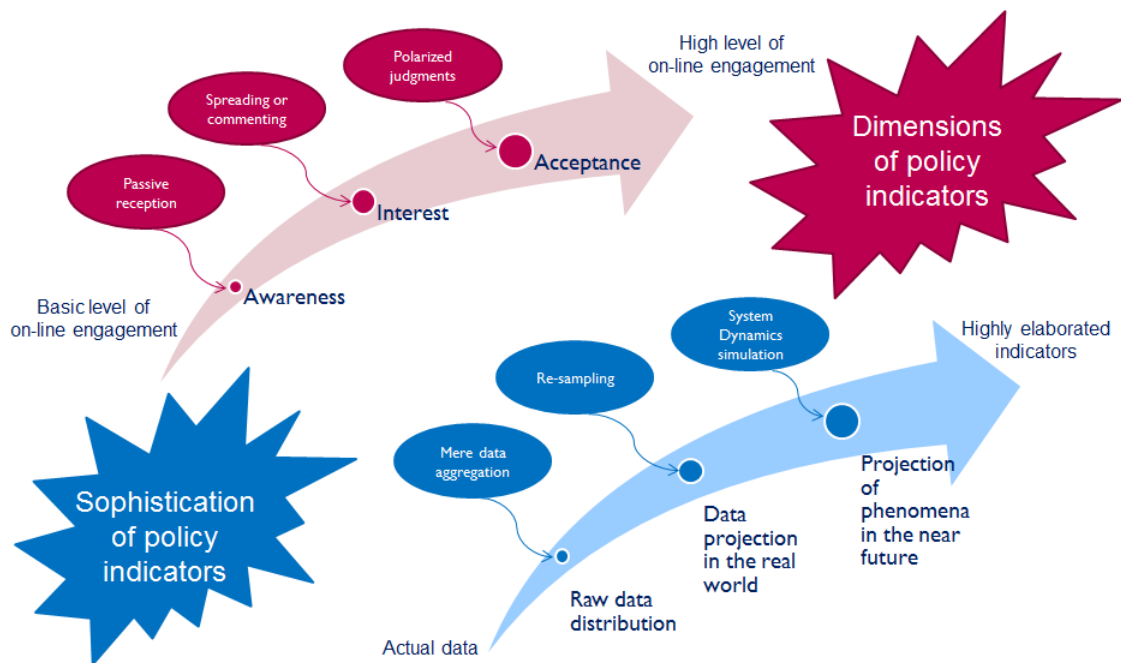 High level of
on-line engagement
Polarized
judgments
Spreading or
commenting
Passive
reception
Acceptance
Interest
Awareness
Basic level of
on-line engagement
Dimensions
of policy
indicators
Highly elaborated
indicators
System
Dynamics
simulation
Re-sampling
Mere data
aggregation
Projection
of
phenomena
in the near
future
Data
projection
in the real
world
Raw data
distribution
Actual data
Sophistication
of policy
indicators